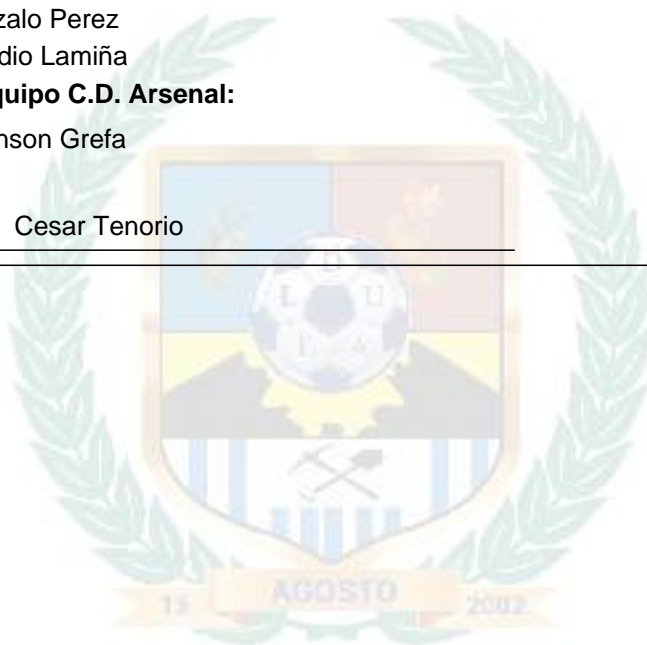 zalo Perez
dio Lamiña
quipo C.D. Arsenal:
nson Grefa
Cesar Tenorio
D
L U
E A
15 AGOSTO 2002